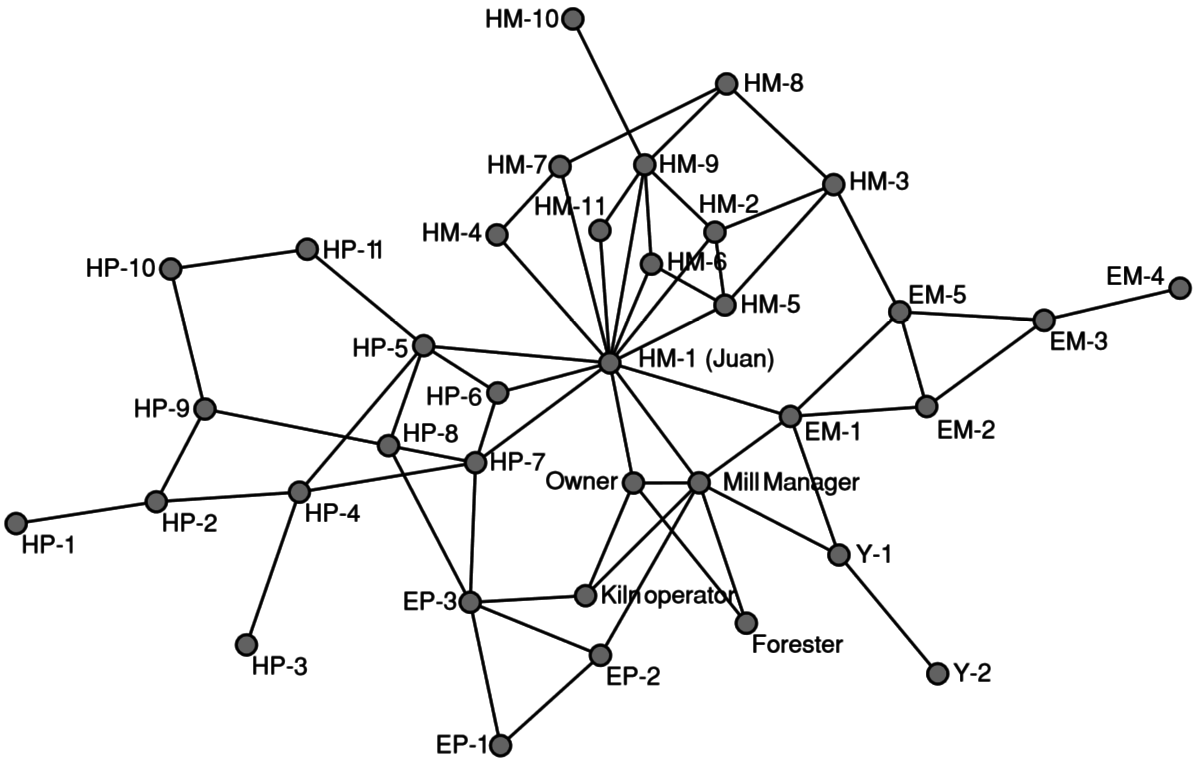 HM-10
HM-8
HM-7
HM-9
HM-3
HM-11
HM-2
HM-4
HP-11
HP-10
HM-6
EM-4
EM-5
HM-5
EM-3
HP-5
HM-1 (Juan)
HP-6
HP-9
EM-1
EM-2
HP-8
HP-7
Owner
Mill Manager
HP-2
HP-4
HP-1
Y-1
EP-3
Kiln operator
Forester
HP-3
EP-2
Y-2
EP-1